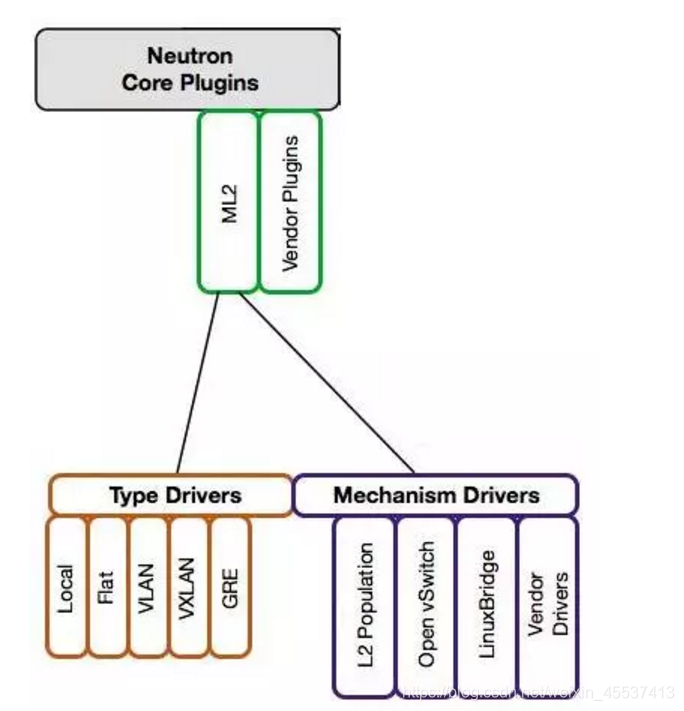 Neutron
Core Plugins
ML2
Vendor Plugins
Type Drivers
Mechanism Drivers
Local
Flat
VLAN
VXLAN
GRE
L2 Population
Open vSwitch
LinuxBridge
Vendor
Drivers
https://blog.csdn.net/weixin_45537413